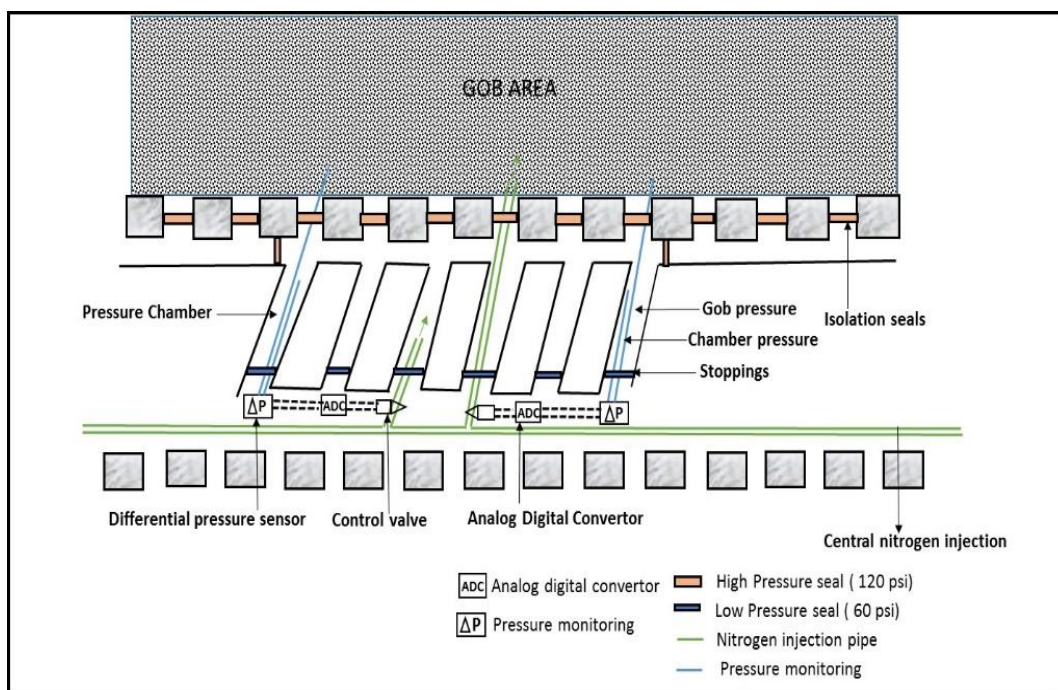 GOB AREA
Pressure Chamber
Gob pressure
Isolation seals
Chamber pressure
Stoppings
ΔP
ADC
ADC
ΔP
Differential pressure sensor
Control valve
Analog Digital Convertor
Central nitrogen injection
ADC Analog digital convertor
ΔP Pressure monitoring
High Pressure seal ( 120 psi)
Low Pressure seal ( 60 psi)
Nitrogen injection pipe
Pressure monitoring